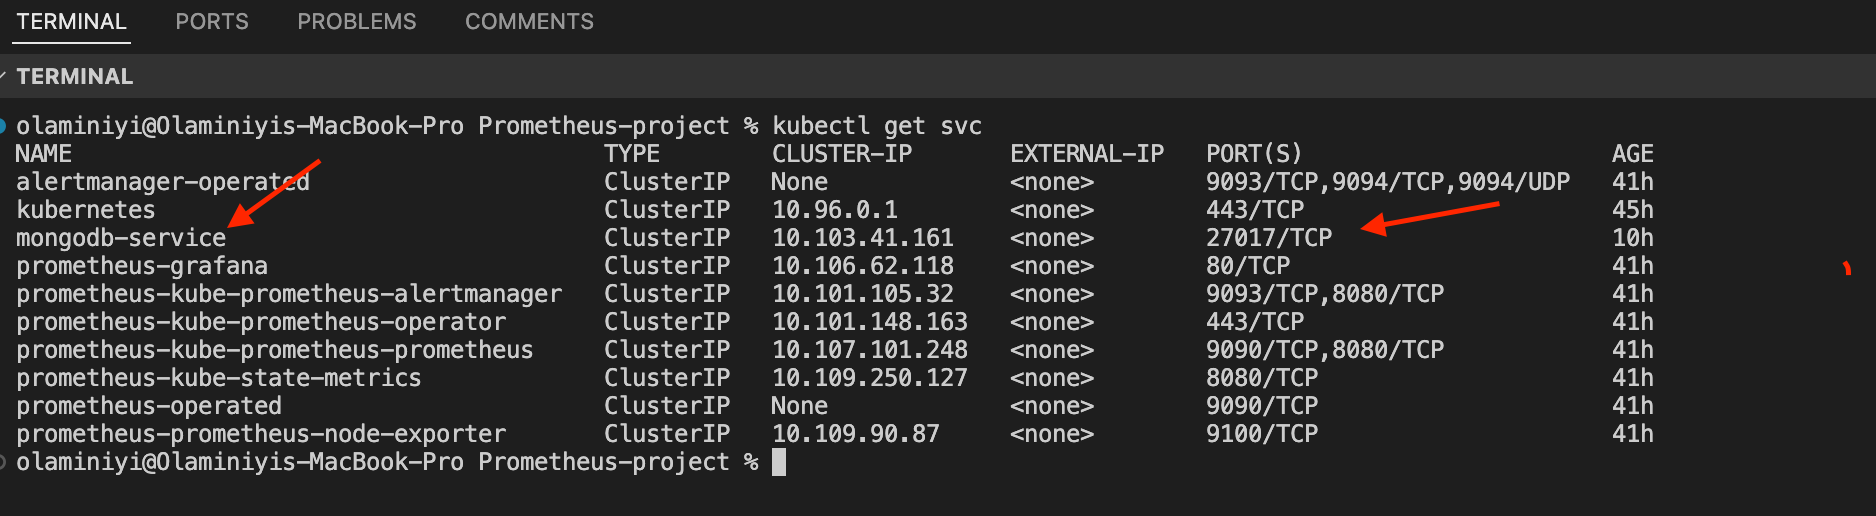 TERMINAL PORTS PROBLEMS COMMENTS
TERMINAL
olaminiyi@Olaminiyis-MacBook-Pro Prometheus-project % kubectl get svc
NAME TYPE CLUSTER-IP EXTERNAL-IP PORT(S) AGE
alertmanager-operated ClusterIP None <none> 9093/TCP,9094/TCP,9094/UDP 41h
kubernetes ClusterIP 10.96.0.1 <none> 443/TCP 45h
mongodb-service ClusterIP 10.103.41.161 <none> 27017/TCP 10h
prometheus-grafana ClusterIP 10.106.62.118 <none> 80/TCP 41h
prometheus-kube-prometheus-alertmanager ClusterIP 10.101.105.32 <none> 9093/TCP,8080/TCP 41h
prometheus-kube-prometheus-operator ClusterIP 10.101.148.163 <none> 443/TCP 41h
prometheus-kube-prometheus-prometheus ClusterIP 10.107.101.248 <none> 9090/TCP,8080/TCP 41h
prometheus-kube-state-metrics ClusterIP 10.109.250.127 <none> 8080/TCP 41h
prometheus-operated ClusterIP None <none> 9090/TCP 41h
prometheus-prometheus-node-exporter ClusterIP 10.109.90.87 <none> 9100/TCP 41h
olaminiyi@Olaminiyis-MacBook-Pro Prometheus-project %